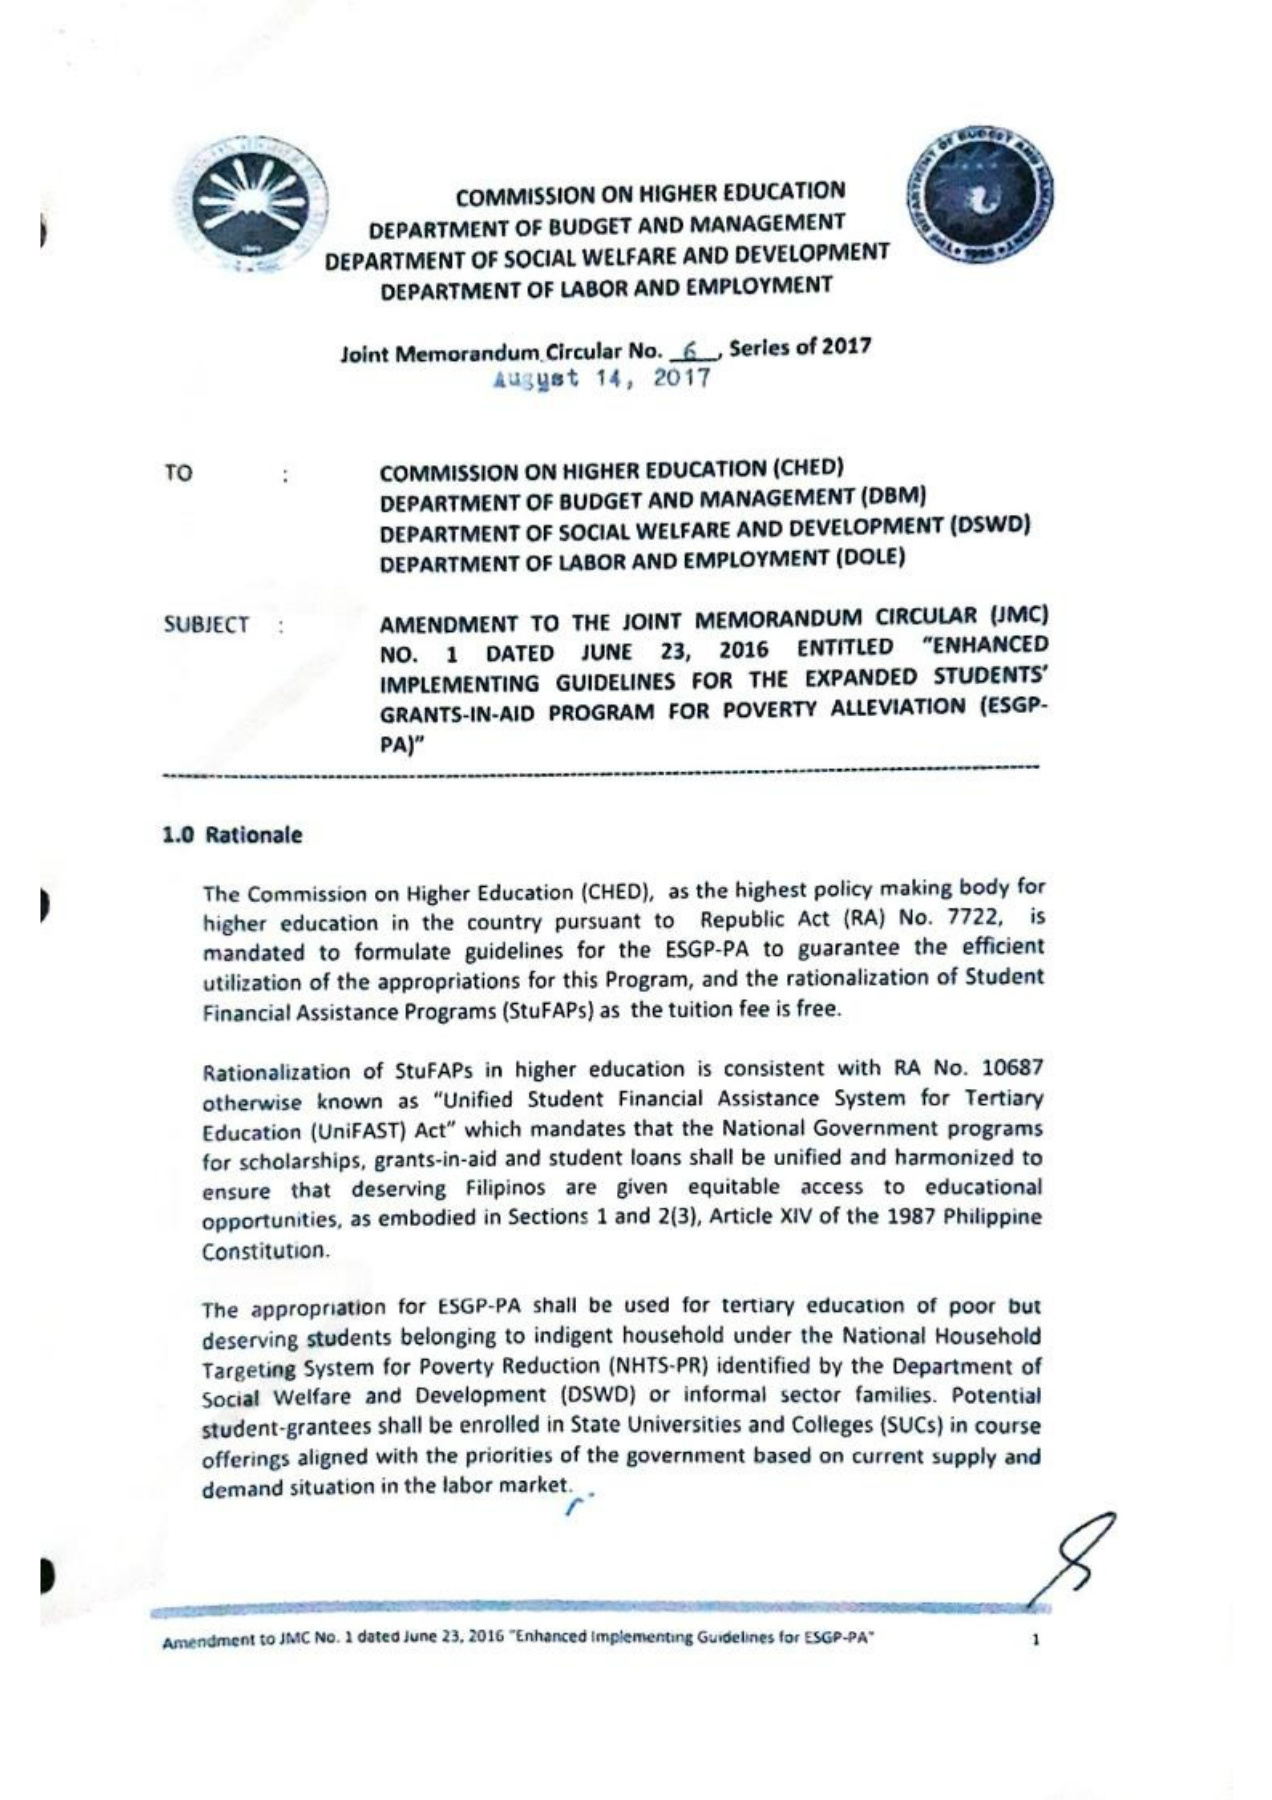 COMMISSION ON HIGHER EDUCATION
DEPARTMENT OF BUDGET AND MANAGEMENT
DEPARTMENT OF SOCIAL WELFARE AND DEVELOPMENT
DEPARTMENT OF LABOR AND EMPLOYMENT
Joint Memorandum Circular No. 6, Series of 2017
August 14, 2017
TO : COMMISSION ON HIGHER EDUCATION (CHED)
DEPARTMENT OF BUDGET AND MANAGEMENT (DBM)
DEPARTMENT OF SOCIAL WELFARE AND DEVELOPMENT (DSWD)
DEPARTMENT OF LABOR AND EMPLOYMENT (DOLE)
SUBJECT : AMENDMENT TO THE JOINT MEMORANDUM CIRCULAR (JMC)
NO. 1 DATED JUNE 23, 2016 ENTITLED "ENHANCED
IMPLEMENTING GUIDELINES FOR THE EXPANDED STUDENTS'
GRANTS-IN-AID PROGRAM FOR POVERTY ALLEVIATION (ESGP-
PA)"
1.0 Rationale
The Commission on Higher Education (CHED), as the highest policy making body for
higher education in the country pursuant to Republic Act (RA) No. 7722, is
mandated to formulate guidelines for the ESGP-PA to guarantee the efficient
utilization of the appropriations for this Program, and the rationalization of Student
Financial Assistance Programs (StuFAPs) as the tuition fee is free.
Rationalization of StuFAPs in higher education is consistent with RA No. 10687
otherwise known as "Unified Student Financial Assistance System for Tertiary
Education (UniFAST) Act" which mandates that the National Government programs
for scholarships, grants-in-aid and student loans shall be unified and harmonized to
ensure that deserving Filipinos are given equitable access to educational
opportunities, as embodied in Sections 1 and 2(3), Article XIV of the 1987 Philippine
Constitution.
The appropriation for ESGP-PA shall be used for tertiary education of poor but
deserving students belonging to indigent household under the National Household
Targeting System for Poverty Reduction (NHTS-PR) identified by the Department of
Social Welfare and Development (DSWD) or informal sector families. Potential
student-grantees shall be enrolled in State Universities and Colleges (SUCs) in course
offerings aligned with the priorities of the government based on current supply and
demand situation in the labor market.
Amendment to JMC No. 1 dated June 23, 2016 "Enhanced Implementing Guidelines for ESGP-PA" 1